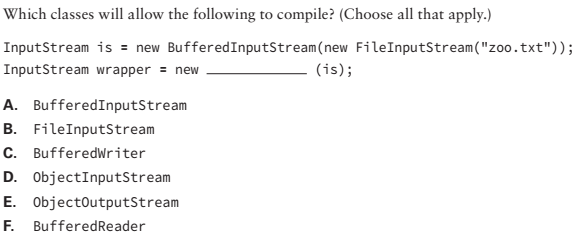 Which classes will allow the following to compile? (Choose all that apply.)
InputStream is = new BufferedInputStream(new FileInputStream("zoo.txt"));
InputStream wrapper = new ____________ (is);
A. BufferedInputStream
B. FileInputStream
C. BufferedWriter
D. ObjectInputStream
E. ObjectOutputStream
F. BufferedReader